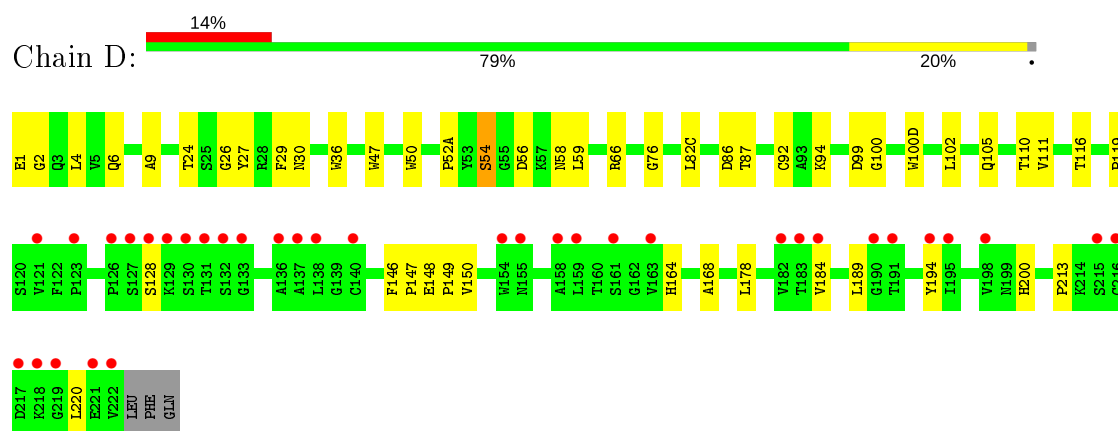 14%
Chain D:
79% 20%
E1 G2 Q3 L4 V5 Q6 A9 T24 S25 G26 Y27 R28 F29 N30 W36 W47 W50 P52A Y53 S54 G55 D56 K57 N58 L59 R66 G76 L82C D86 T87 C92 A93 K94 D99 G100 W100D L102 Q105 T110 V111 T116 P119
S120 V121 F122 P123 P126 S127 S128 K129 S130 T131 S132 G133 A136 A137 L138 G139 C140 F146 P147 E148 P149 V150 W154 N155 A158 L159 T160 S161 G162 V163 H164 A168 L178 V182 T183 V184 L189 G190 T191 Y194 I195 V198 N199 H200 P213 K214 S215 C216
D217 K218 G219 L220 E221 V222 LEU PHE GLN